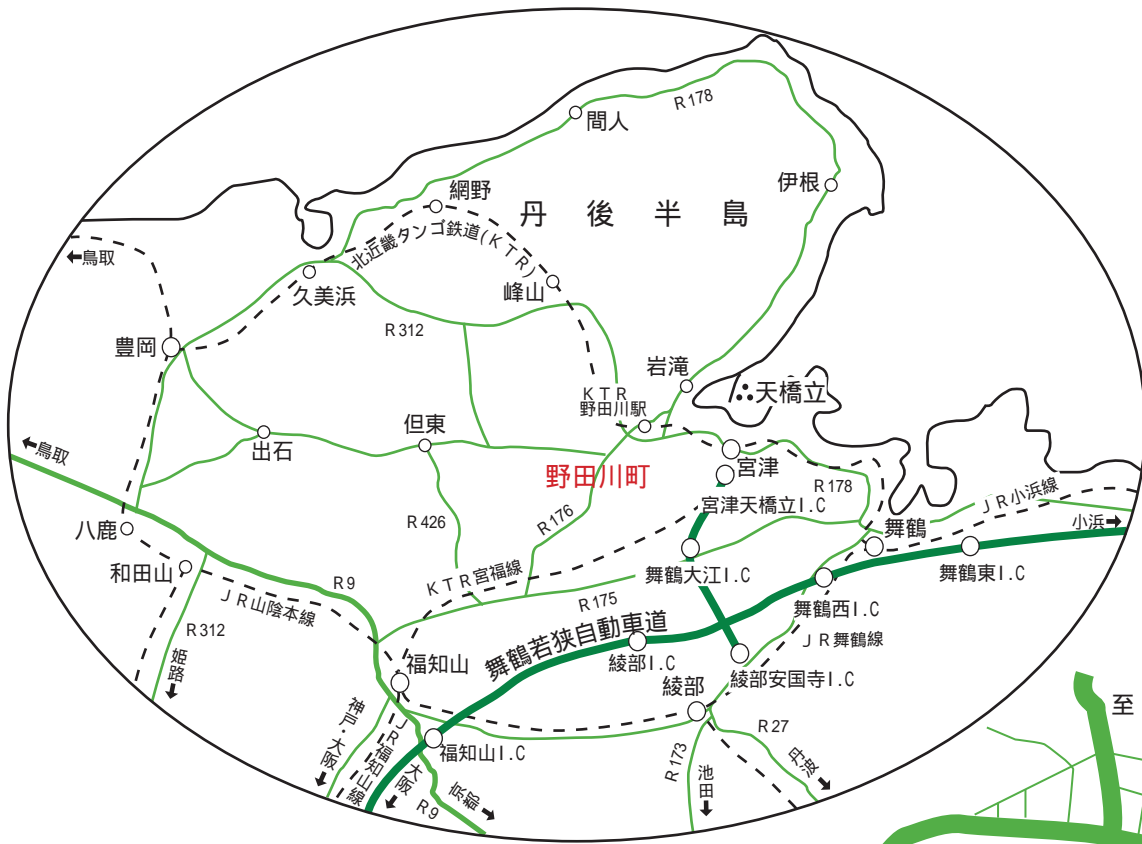 R178
間人
伊根
網野
丹後半島
北近畿タンゴ鉄道(KTR)
←鳥取
久美浜
峰山
R312
豊岡
岩滝
KTR
野田川駅
天橋立
但東
出石
←鳥取
宮津
野田川町
宮津天橋立I.C
R178
R426
R176
JR小浜線
小浜→
八鹿
舞鶴
舞鶴東I.C
和田山
KTR宮福線
舞鶴大江I.C
R9
JR山陰本線
R175
舞鶴西I.C
R312
舞鶴若狭自動車道
JR舞鶴線
姫路
綾部I.C
綾部安国寺I.C
福知山
綾部
至
神戸・大阪
JR福知山線
福知山I.C
大阪
R9
京都
R173
池田
R27
丹波